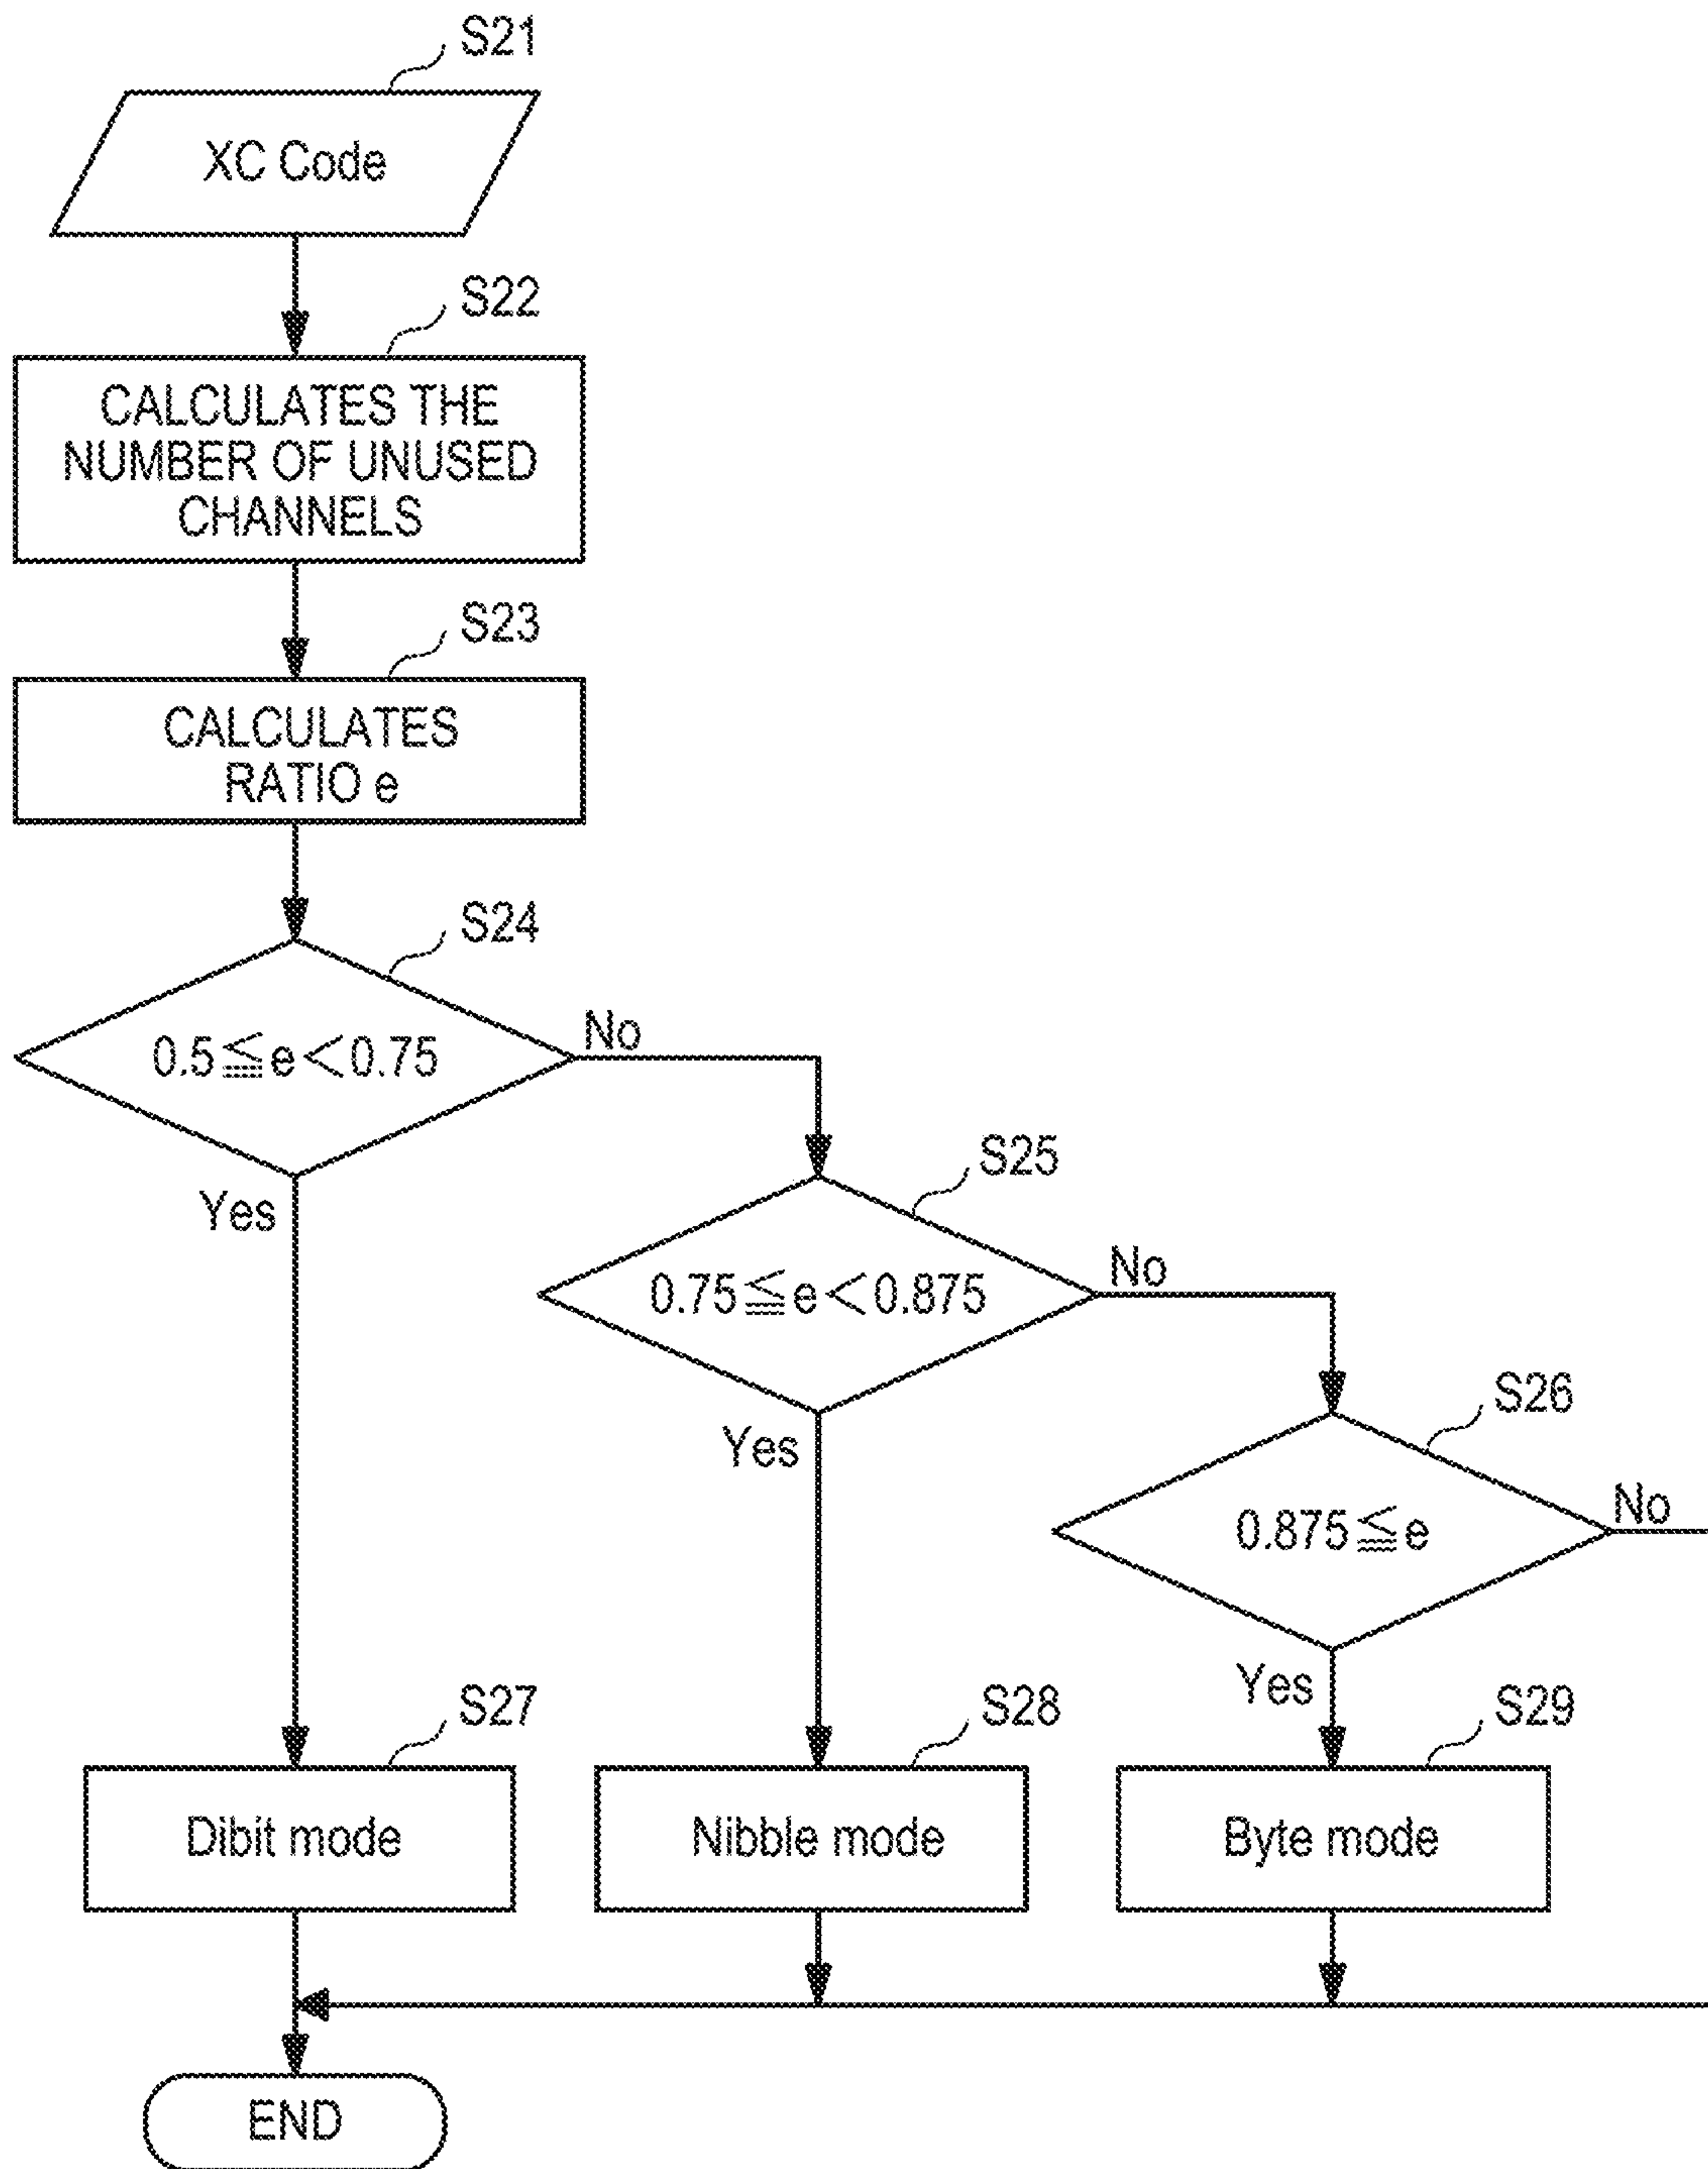 S21
XC Code
S22
CALCULATES THE
NUMBER OF UNUSED
CHANNELS
S23
CALCULATES
RATIO e
S24
0.5≦e<0.75
No
Yes
S25
0.75≦e<0.875
No
Yes
S26
0.875≦e
No
Yes
S27
Dibit mode
S28
Nibble mode
S29
Byte mode
END